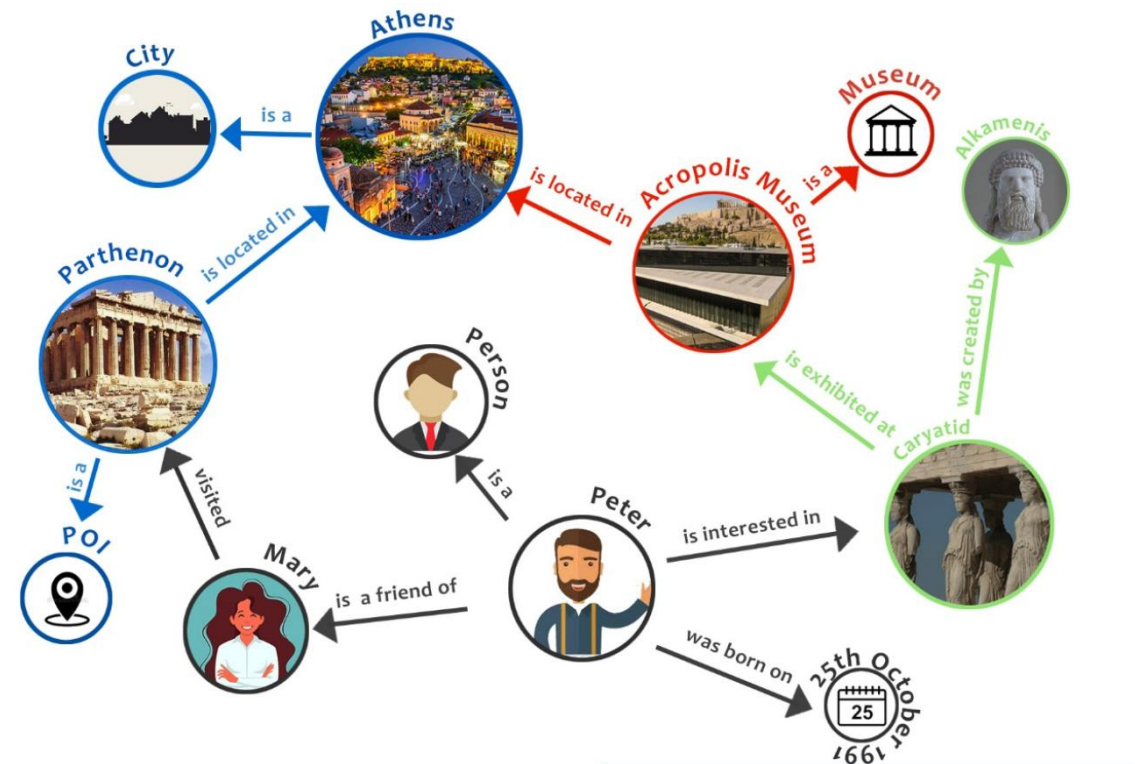 Athens
City
is a
Museum
Alkamenis
is located in
Acropolis Museum
is a
Parthenon
is located in
was created by
Person
is exhibited at
Caryatid
is a
visited
is a
Peter
is interested in
POI
Mary
is a friend of
was born on
25th October 1991
25